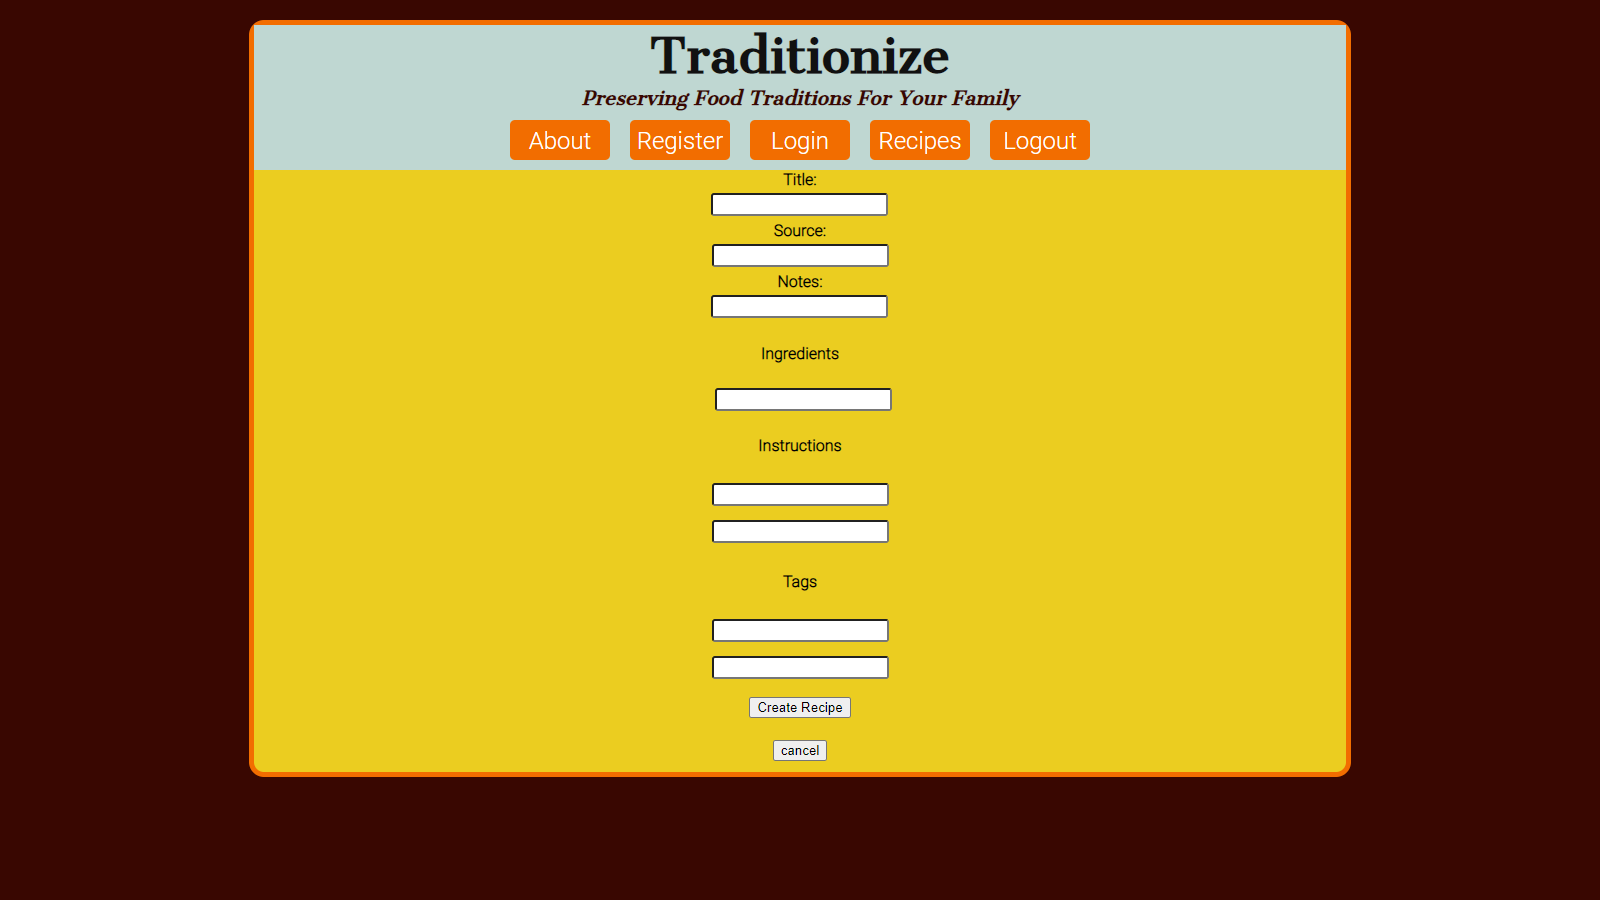 Traditionize
Preserving Food Traditions For Your Family
About Register Login Recipes Logout
Title:
Source:
Notes:
Ingredients
Instructions
Tags
Create Recipe
cancel